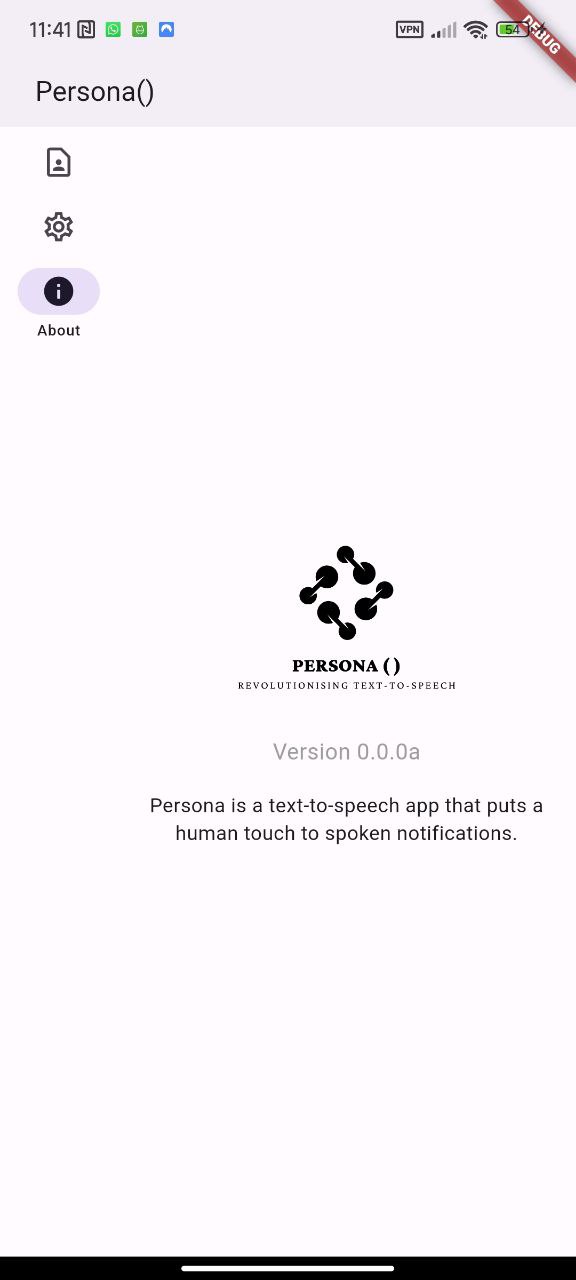 11:41
VPN
54
DEBUG
Persona()
About
PERSONA ( )
REVOLUTIONISING TEXT-TO-SPEECH
Version 0.0.0a
Persona is a text-to-speech app that puts a
human touch to spoken notifications.